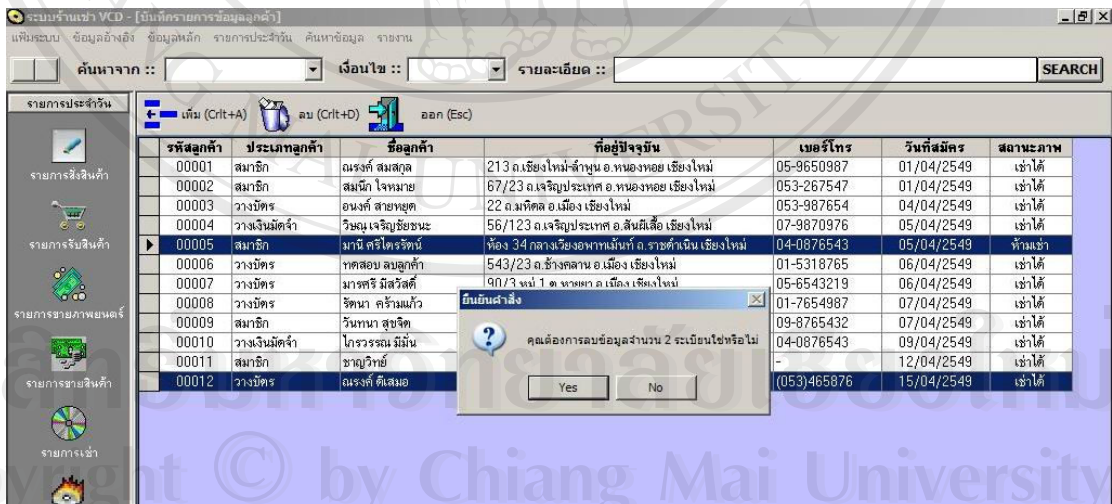 ระบบร้านเช่า VCD - [บันทึกรายการข้อมูลลูกค้า]
แฟ้มระบบ ข้อมูลอ้างอิง ข้อมูลหลัก รายการประจำวัน ค้นหาข้อมูล รายงาน
ค้นหาจาก :: เงื่อนไข :: รายละเอียด :: SEARCH
รายการประจำวัน
เพิ่ม (Crlt+A) ลบ (Crlt+D) ออก (Esc)
รายการสั่งสินค้า
รายการรับสินค้า
รายการขายภาพยนตร์
รายการขายสินค้า
รายการเช่า
รหัสลูกค้า ประเภทลูกค้า ชื่อลูกค้า ที่อยู่ปัจจุบัน เบอร์โทร วันที่สมัคร สถานะภาพ
00001 สมาชิก ณรงค์ สมสกุล 213 ถ.เชียงใหม่-ลำพูน อ.หนองหอย เชียงใหม่ 05-9650987 01/04/2549 เช่าได้
00002 สมาชิก สมนึก ใจหมาย 67/23 ถ.เจริญประเทศ อ.หนองหอย เชียงใหม่ 053-267547 01/04/2549 เช่าได้
00003 วางบัตร อนงค์ สายหยุด 22 ถ.มหิดล อ.เมือง เชียงใหม่ 053-987654 04/04/2549 เช่าได้
00004 วางเงินมัดจำ วิษณุ เจริญชัยชนะ 56/123 ถ.เจริญประเทศ อ.สันผีเสื้อ เชียงใหม่ 07-9870976 05/04/2549 เช่าได้
00005 สมาชิก มานี ศรีไตรรัตน์ ห้อง 34 กลางเวียงอพาทเม้นท์ ถ.ราชดำเนิน เชียงใหม่ 04-0876543 05/04/2549 ห้ามเช่า
00006 วางบัตร ทดสอบ ลบลูกค้า 543/23 ถ.ช้างคลาน อ.เมือง เชียงใหม่ 01-5318765 06/04/2549 เช่าได้
00007 วางบัตร มารศรี มีสวัสดิ์ 90/3 หมู่ 1 ต.หายยา อ.เมือง เชียงใหม่ 05-6543219 06/04/2549 เช่าได้
00008 วางบัตร รัตนา คร้ามแก้ว 01-7654987 07/04/2549 เช่าได้
00009 สมาชิก วันทนา สุขจิต 09-8765432 07/04/2549 เช่าได้
00010 วางเงินมัดจำ ไกรวรรณ มีมั่น 04-0876543 09/04/2549 เช่าได้
00011 สมาชิก ชาญวิทย์ - 12/04/2549 เช่าได้
00012 วางบัตร ณรงค์ ดีเสมอ (053)465876 15/04/2549 เช่าได้
ยืนยันคำสั่ง
คุณต้องการลบข้อมูลจำนวน 2 ระเบียนใช่หรือไม่
Yes No
© by Chiang Mai University